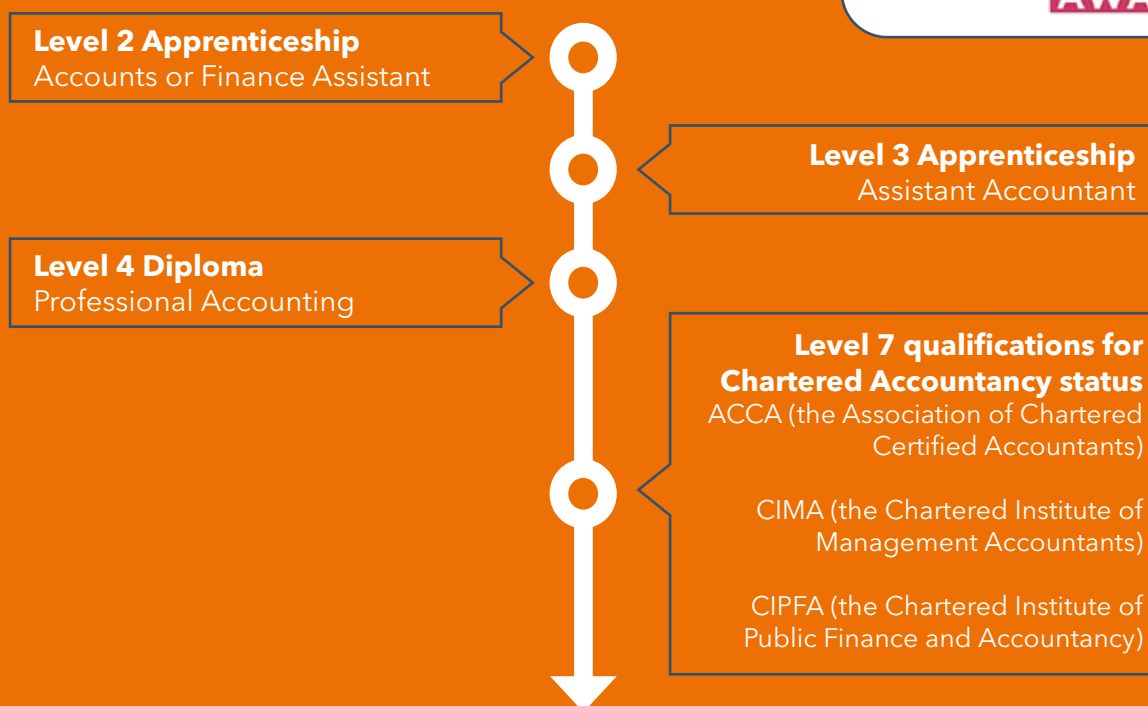 Level 2 Apprenticeship
Accounts or Finance Assistant
Level 3 Apprenticeship
Assistant Accountant
Level 4 Diploma
Professional Accounting
Level 7 qualifications for
Chartered Accountancy status
ACCA (the Association of Chartered
Certified Accountants)
CIMA (the Chartered Institute of
Management Accountants)
CIPFA (the Chartered Institute of
Public Finance and Accountancy)